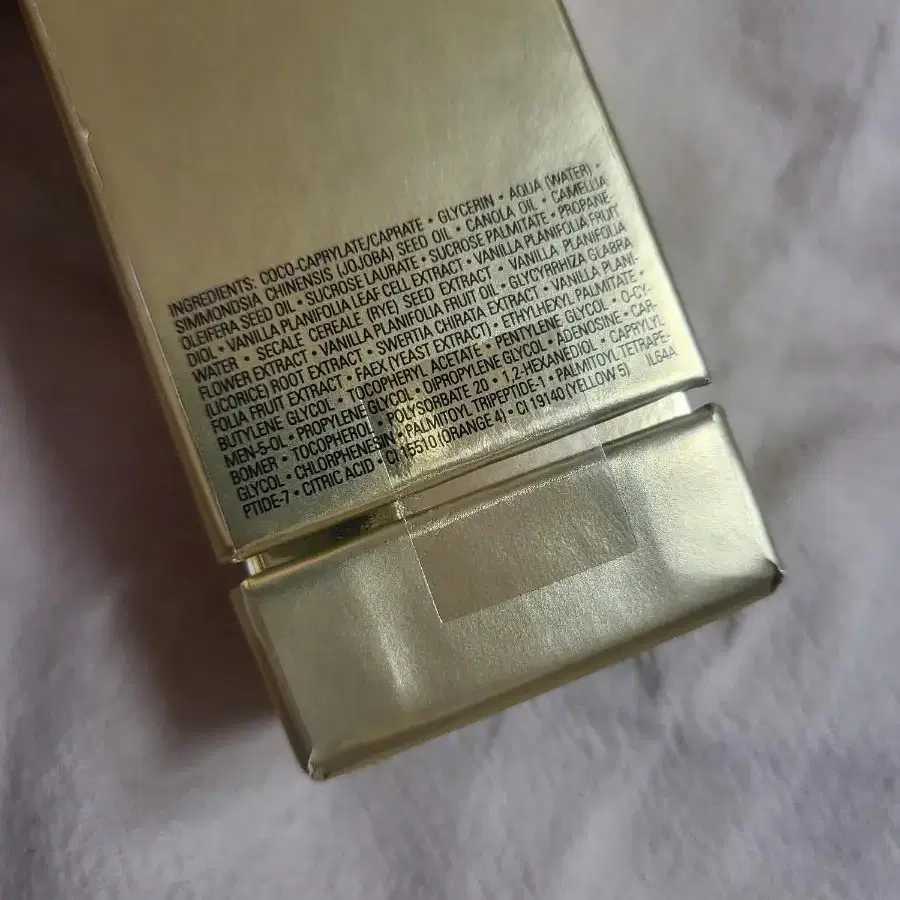 INGREDIENTS: COCO-CAPRYLATE/CAPRATE • GLYCERIN • AQUA (WATER) •
SIMMONDSIA CHINENSIS (JOJOBA) SEED OIL • CANOLA OIL • CAMELLIA
OLEIFERA SEED OIL • SUCROSE LAURATE • SUCROSE PALMITATE • PROPANE-
DIOL • VANILLA PLANIFOLIA LEAF CELL EXTRACT • VANILLA PLANIFOLIA FRUIT
WATER • SECALE CEREALE (RYE) SEED EXTRACT • VANILLA PLANIFOLIA
FLOWER EXTRACT • VANILLA PLANIFOLIA FRUIT OIL • GLYCYRRHIZA GLABRA
(LICORICE) ROOT EXTRACT • SWERTIA CHIRATA EXTRACT • VANILLA PLANI-
FOLIA FRUIT EXTRACT • FAEX (YEAST EXTRACT) • ETHYLHEXYL PALMITATE •
BUTYLENE GLYCOL • TOCOPHERYL ACETATE • PENTYLENE GLYCOL • O-CY-
MEN-5-OL • PROPYLENE GLYCOL • DIPROPYLENE GLYCOL • ADENOSINE • CAR-
BOMER • TOCOPHEROL • POLYSORBATE 20 • 1,2-HEXANEDIOL • CAPRYLYL
GLYCOL • CHLORPHENESIN • PALMITOYL TRIPEPTIDE-1 • PALMITOYL TETRAPE-
PTIDE-7 • CITRIC ACID • CI 15510 (ORANGE 4) • CI 19140 (YELLOW 5) IL64A